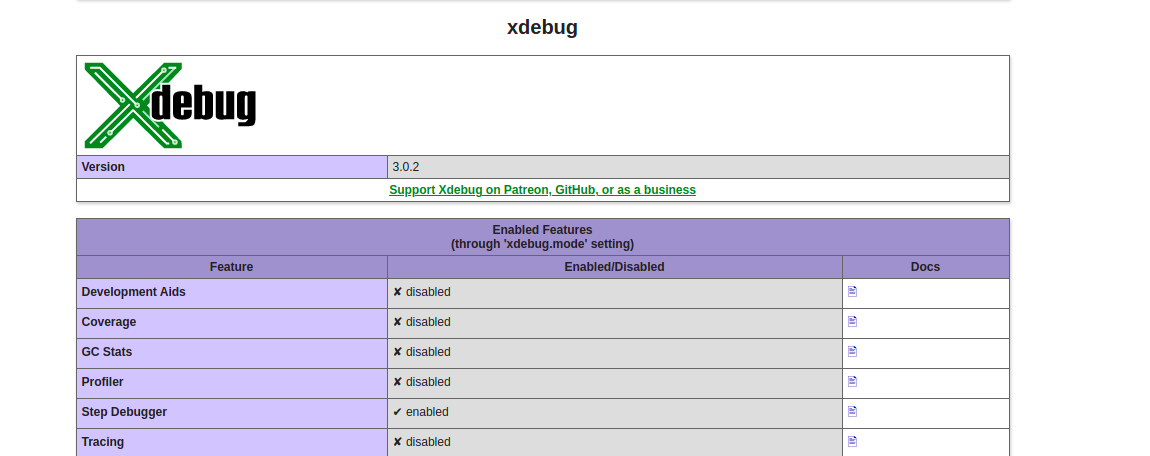 xdebug
Xdebug
Version 3.0.2
Support Xdebug on Patreon, GitHub, or as a business
Enabled Features
(through 'xdebug.mode' setting)
Feature Enabled/Disabled Docs
Development Aids ✘ disabled
Coverage ✘ disabled
GC Stats ✘ disabled
Profiler ✘ disabled
Step Debugger ✔ enabled
Tracing ✘ disabled